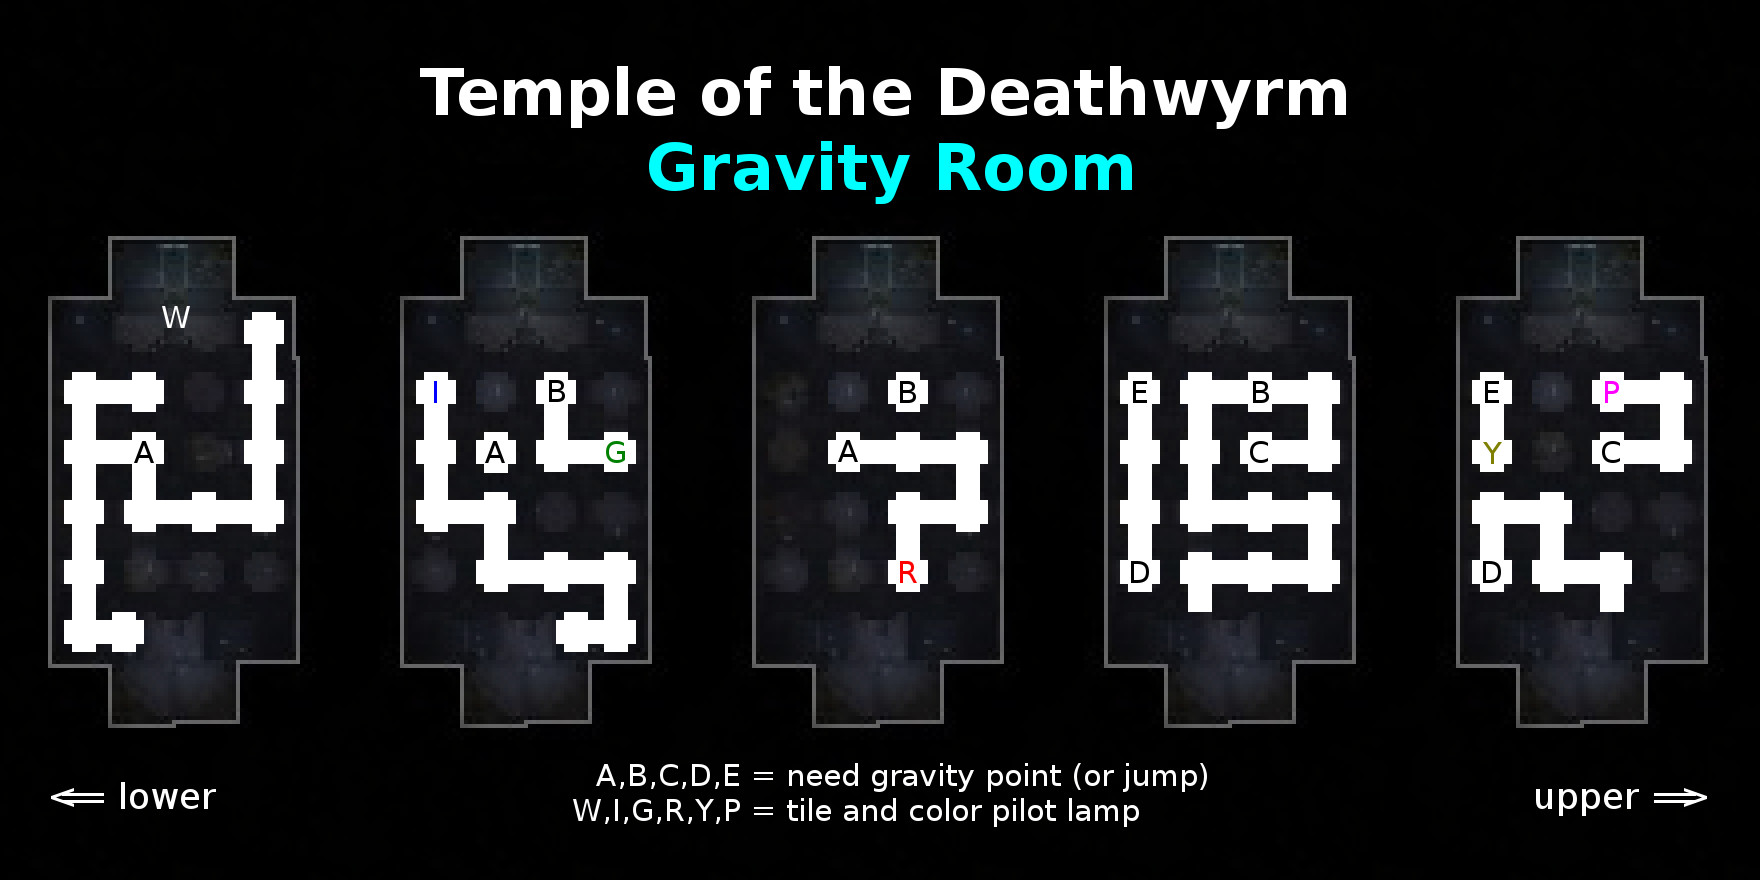 Temple of the Deathwyrm
Gravity Room
W
I B
A
A G
B
A
R
E B
C
D
E P
Y C
D
<= lower
A,B,C,D,E = need gravity point (or jump)
W,I,G,R,Y,P = tile and color pilot lamp
upper =>